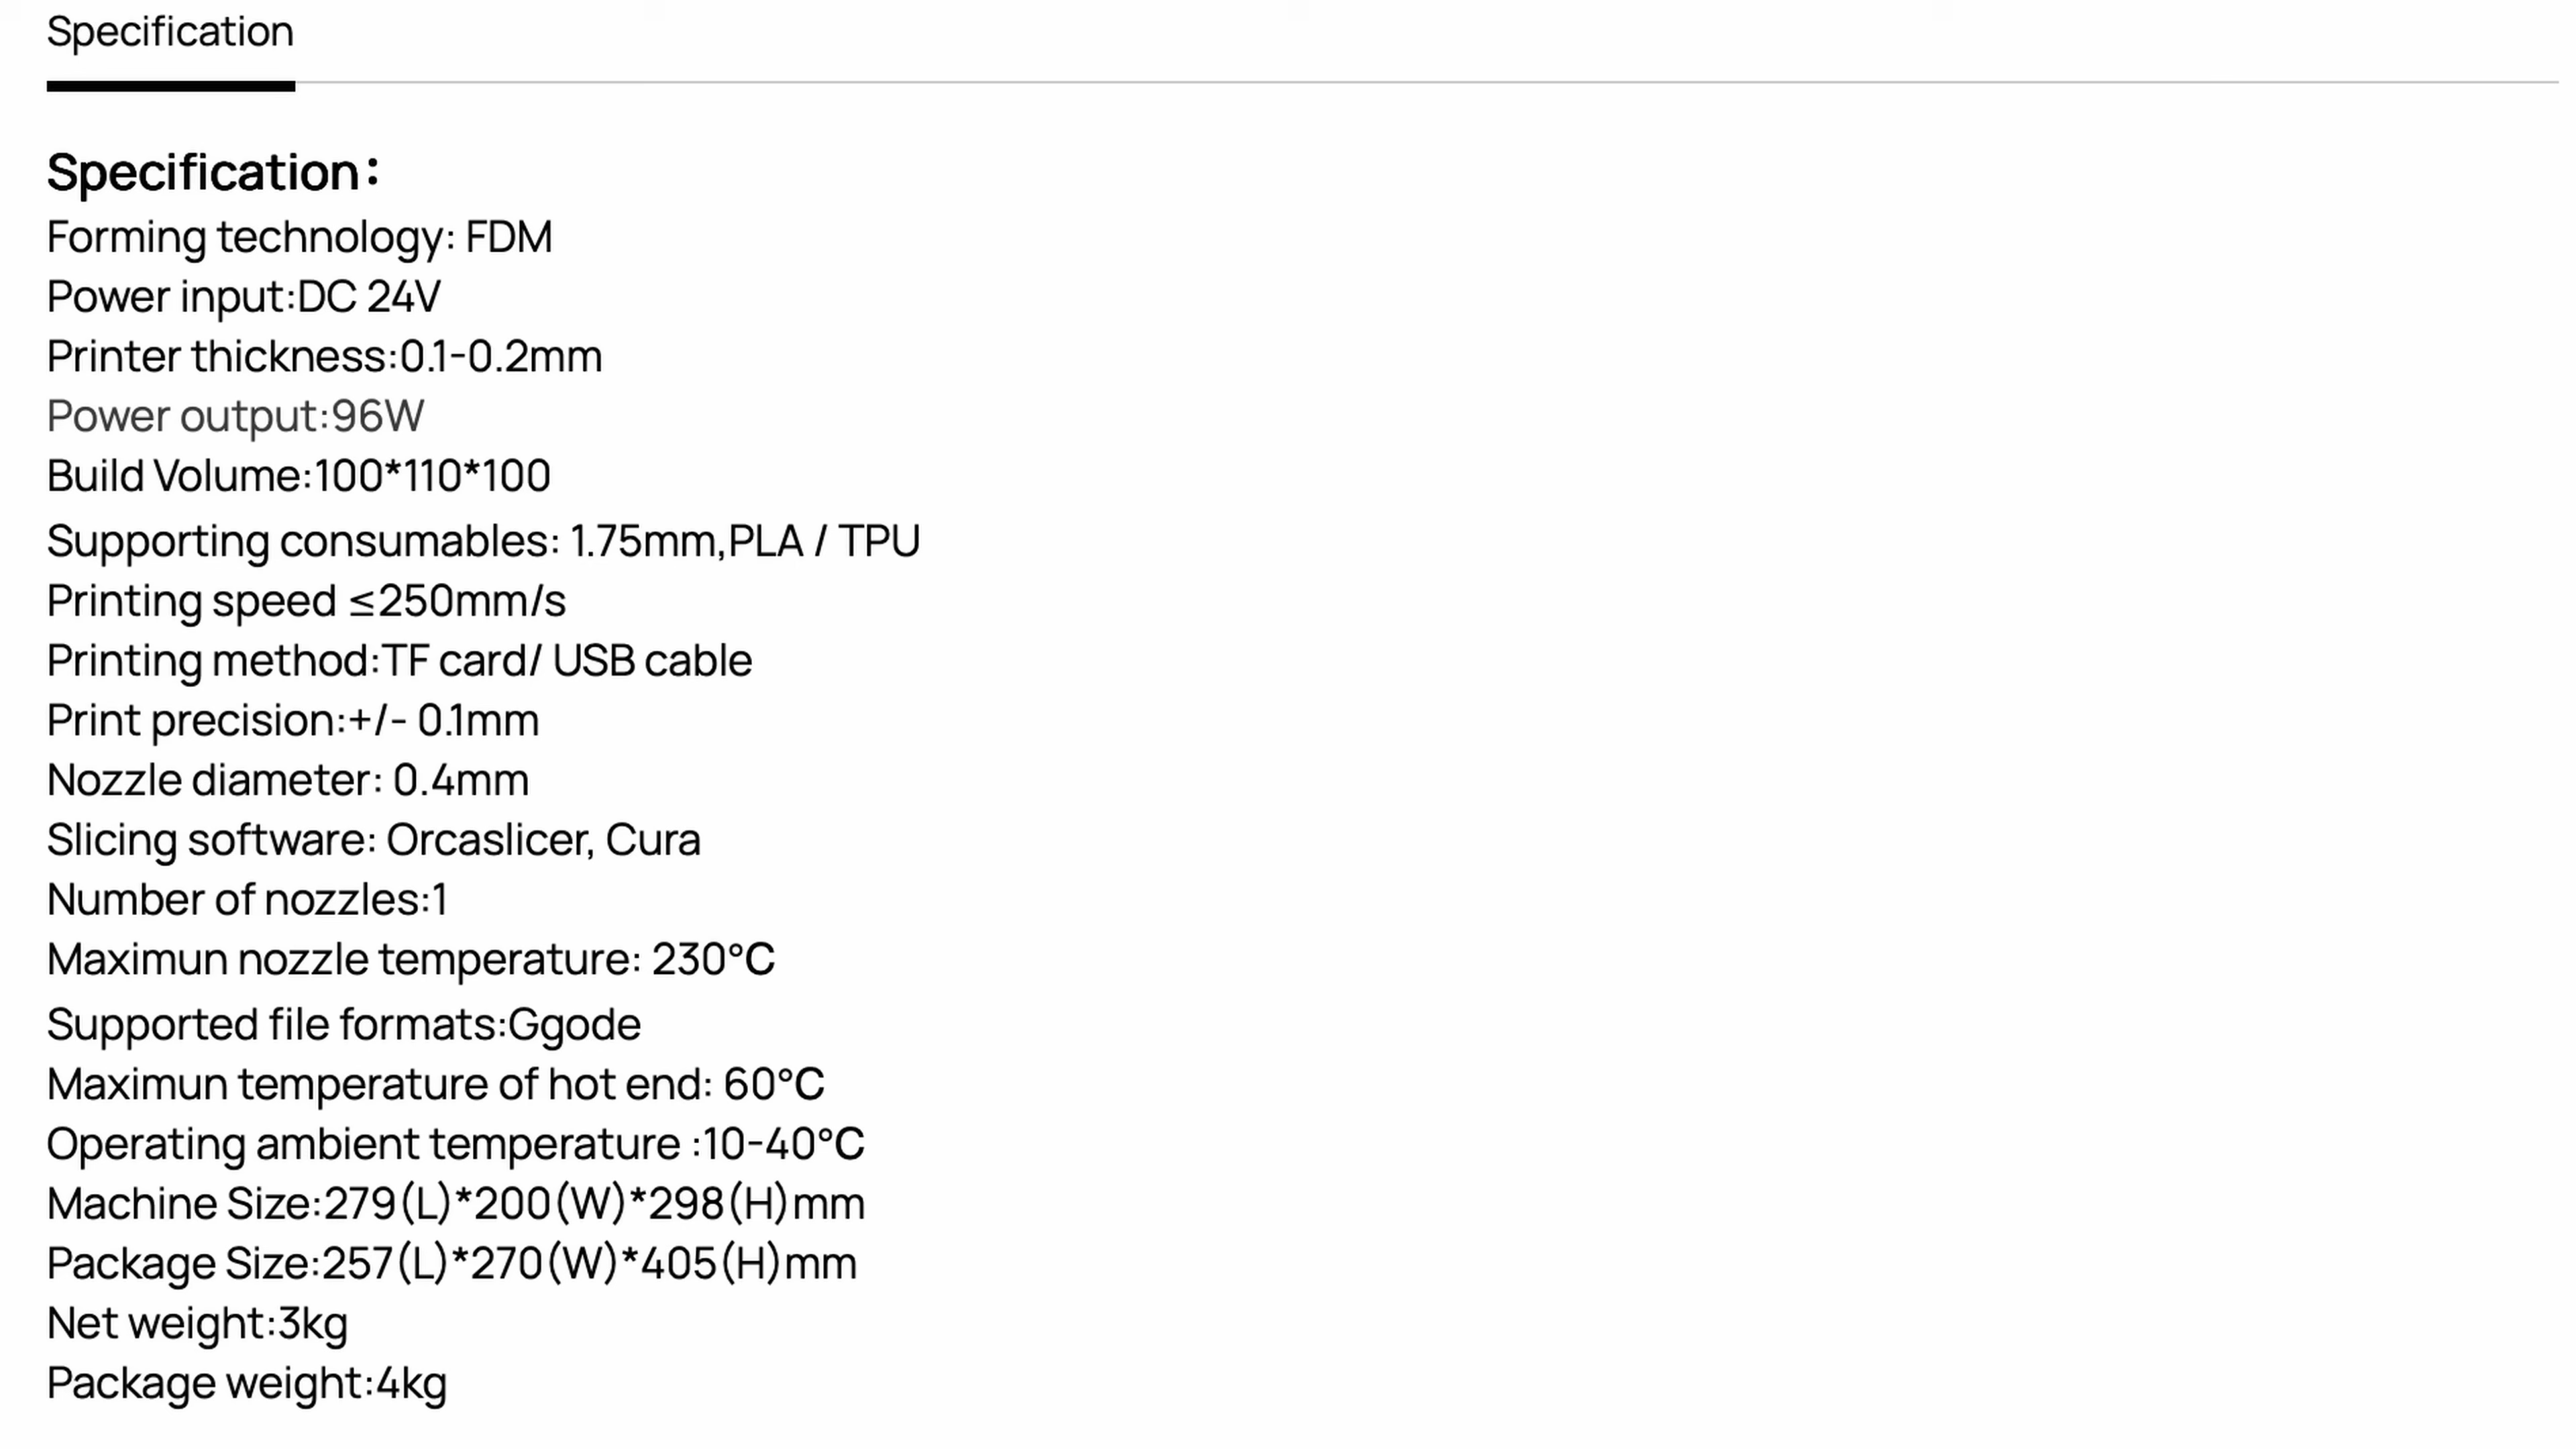 Specification
Specification:
Forming technology: FDM
Power input:DC 24V
Printer thickness:0.1-0.2mm
Power output:96W
Build Volume:100*110*100
Supporting consumables: 1.75mm,PLA / TPU
Printing speed ≤250mm/s
Printing method:TF card/ USB cable
Print precision:+/- 0.1mm
Nozzle diameter: 0.4mm
Slicing software: Orcaslicer, Cura
Number of nozzles:1
Maximun nozzle temperature: 230°C
Supported file formats:Ggode
Maximun temperature of hot end: 60°C
Operating ambient temperature :10-40°C
Machine Size:279(L)*200(W)*298(H)mm
Package Size:257(L)*270(W)*405(H)mm
Net weight:3kg
Package weight:4kg